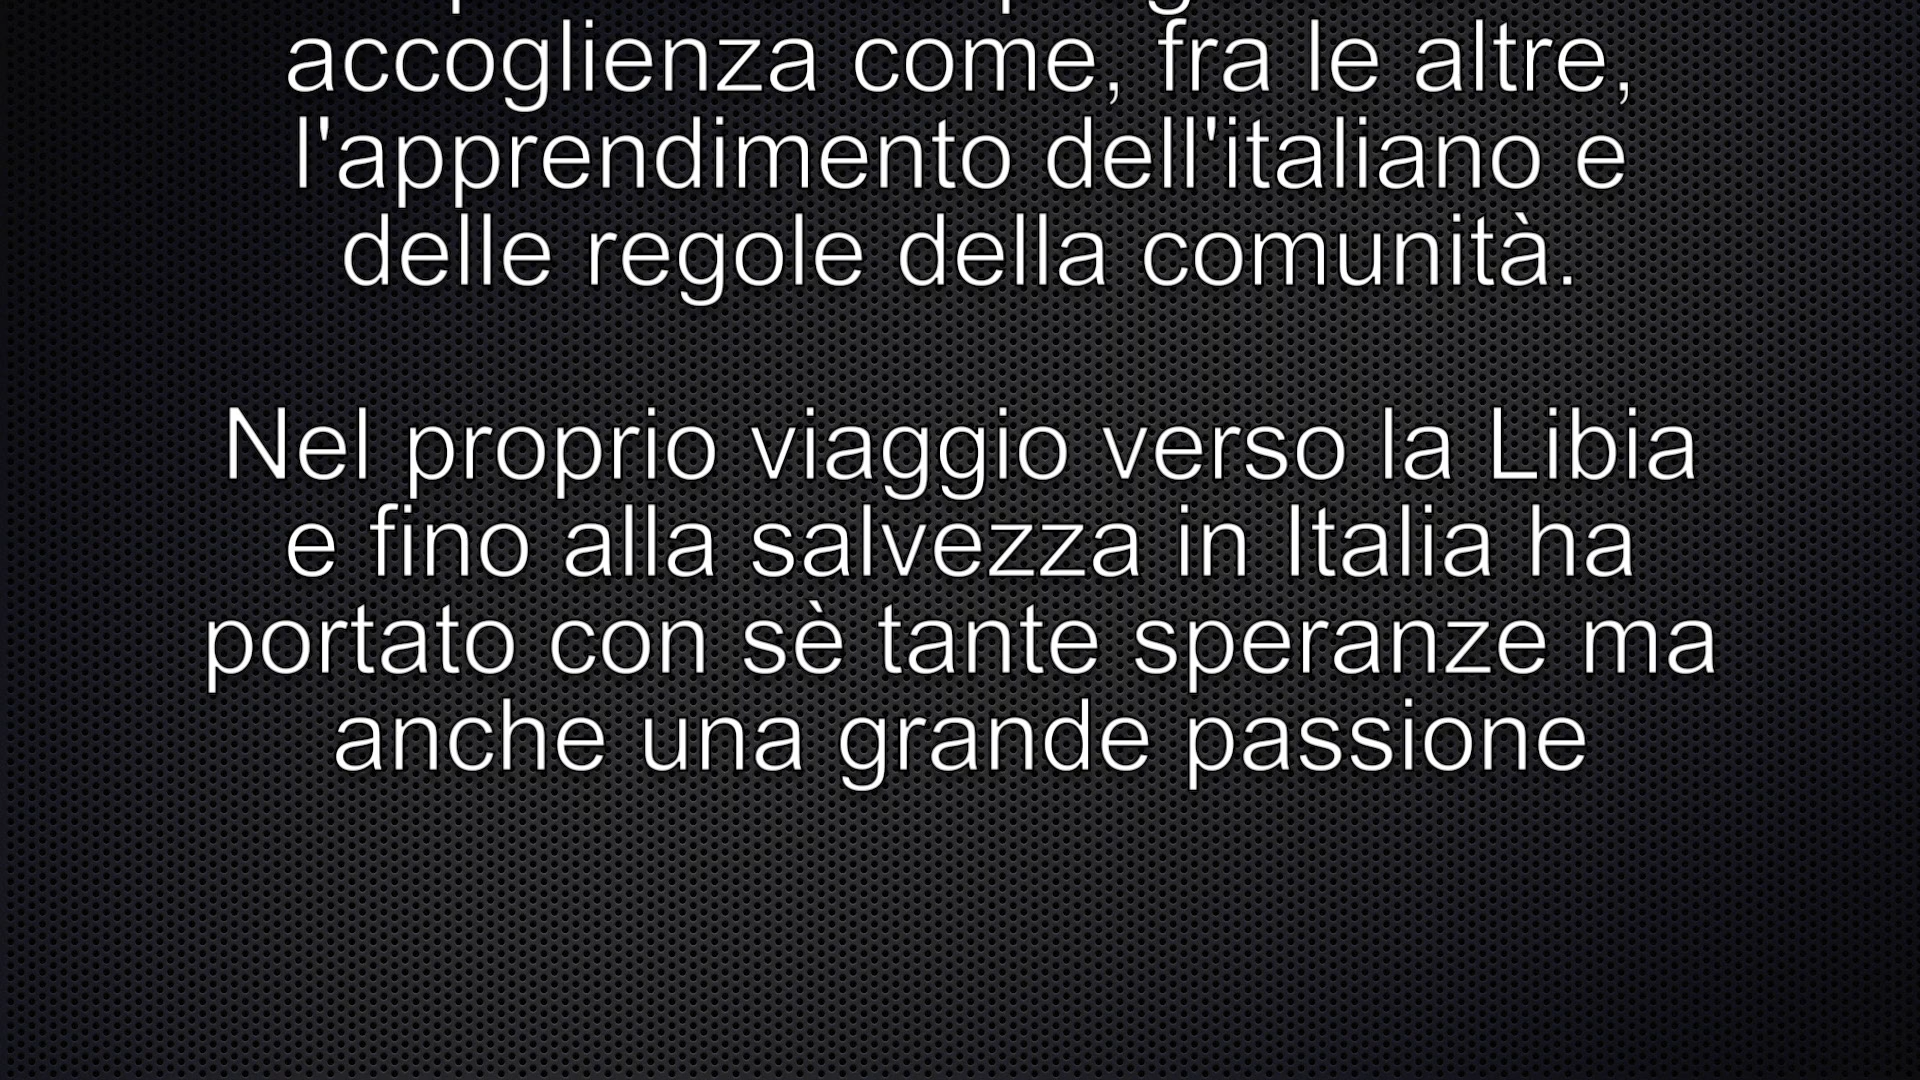 accoglienza come, fra le altre,
l'apprendimento dell'italiano e
delle regole della comunità.
Nel proprio viaggio verso la Libia
e fino alla salvezza in Italia ha
portato con sè tante speranze ma
anche una grande passione